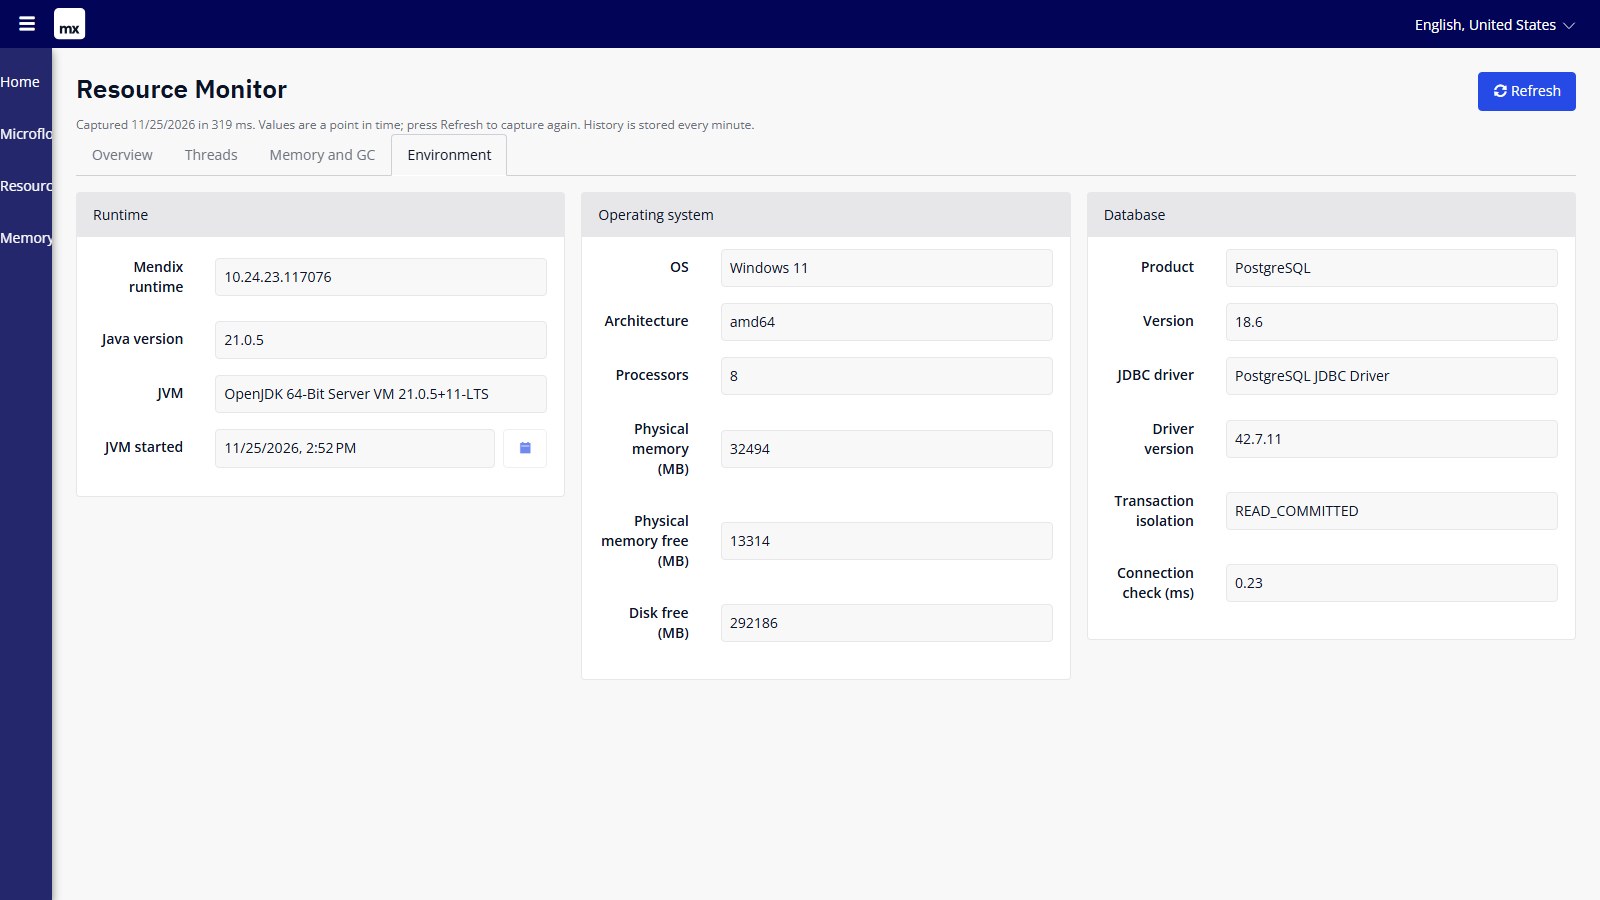 mx
English, United States
Home
Microflo
Resourc
Memory
Resource Monitor
Refresh
Captured 11/25/2026 in 319 ms. Values are a point in time; press Refresh to capture again. History is stored every minute.
Overview
Threads
Memory and GC
Environment
Runtime
Mendix
runtime
10.24.23.117076
Java version
21.0.5
JVM
OpenJDK 64-Bit Server VM 21.0.5+11-LTS
JVM started
11/25/2026, 2:52 PM
Operating system
OS
Windows 11
Architecture
amd64
Processors
8
Physical
memory
(MB)
32494
Physical
memory free
(MB)
13314
Disk free
(MB)
292186
Database
Product
PostgreSQL
Version
18.6
JDBC driver
PostgreSQL JDBC Driver
Driver
version
42.7.11
Transaction
isolation
READ_COMMITTED
Connection
check (ms)
0.23